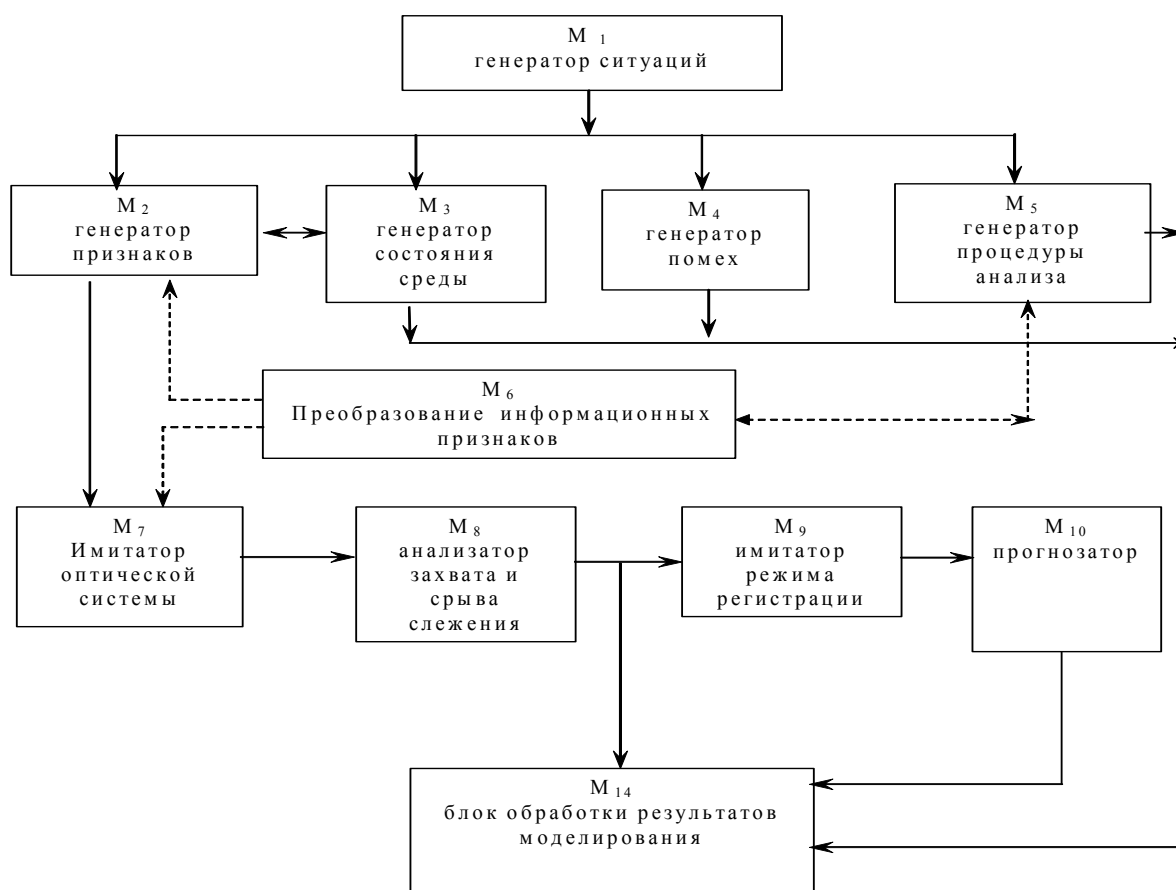 М 1
генератор ситуаций
М 2
генератор
признаков
М 3
генератор
состояния
среды
М 4
генератор
помех
М 5
генератор
процедуры
анализа
М 6
Преобразование информационных
признаков
М 7
Имитатор
оптической
системы
М 8
анализатор
захвата и
срыва
слежения
М 9
имитатор
режима
регистрации
М 10
прогнозатор
М 14
блок обработки результатов
моделирования